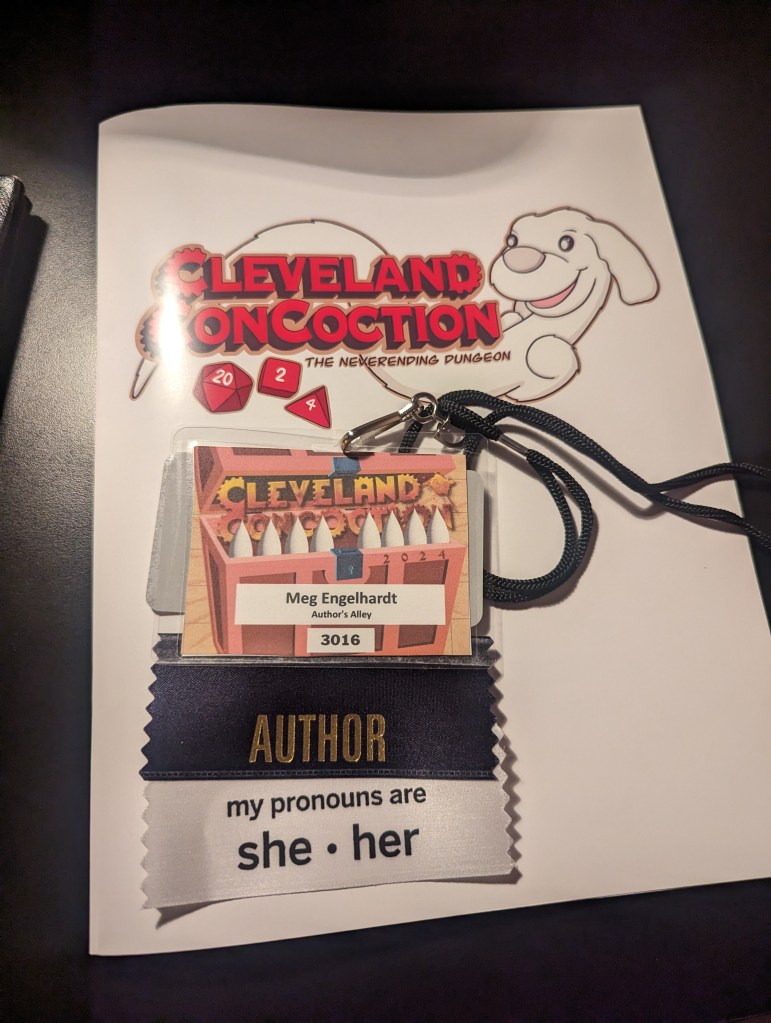 CLEVELAND
CONCOCTION
THE NEVERENDING DUNGEON
20
2
4
CLEVELAND
CONCOCTION
2024
Meg Engelhardt
Author's Alley
3016
AUTHOR
my pronouns are
she • her